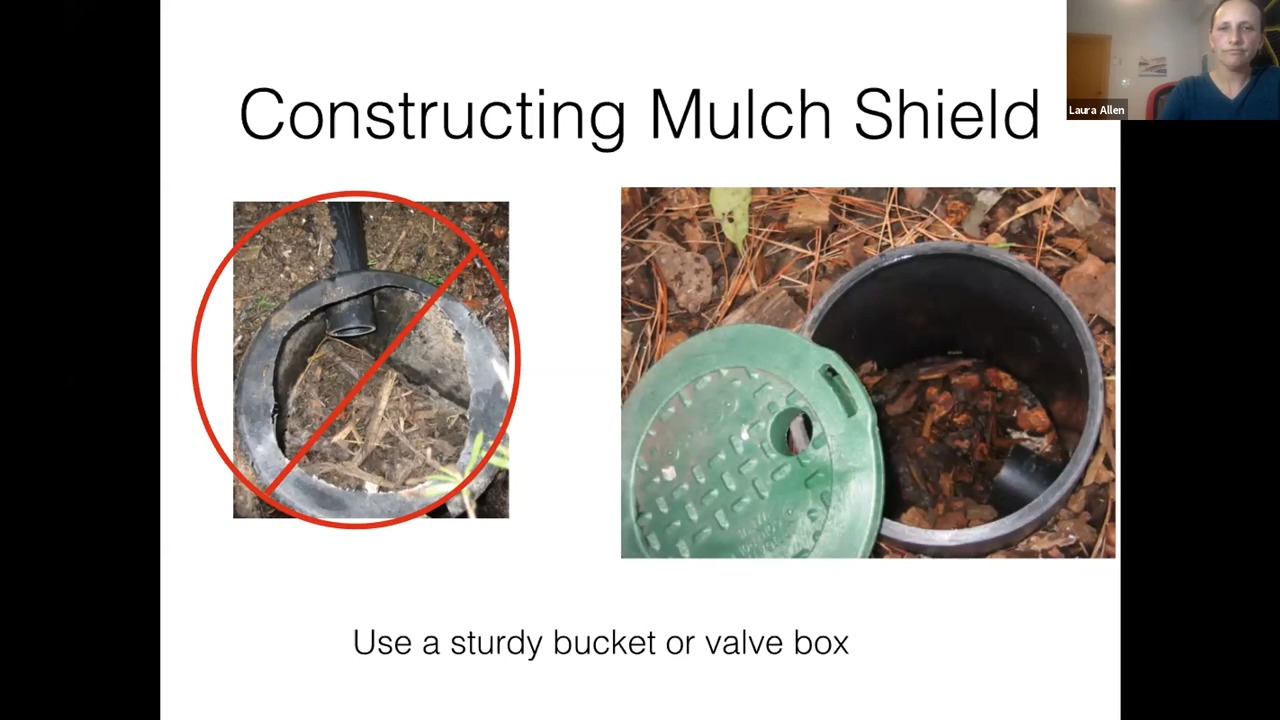 Constructing Mulch Shield
Laura Allen
Use a sturdy bucket or valve box